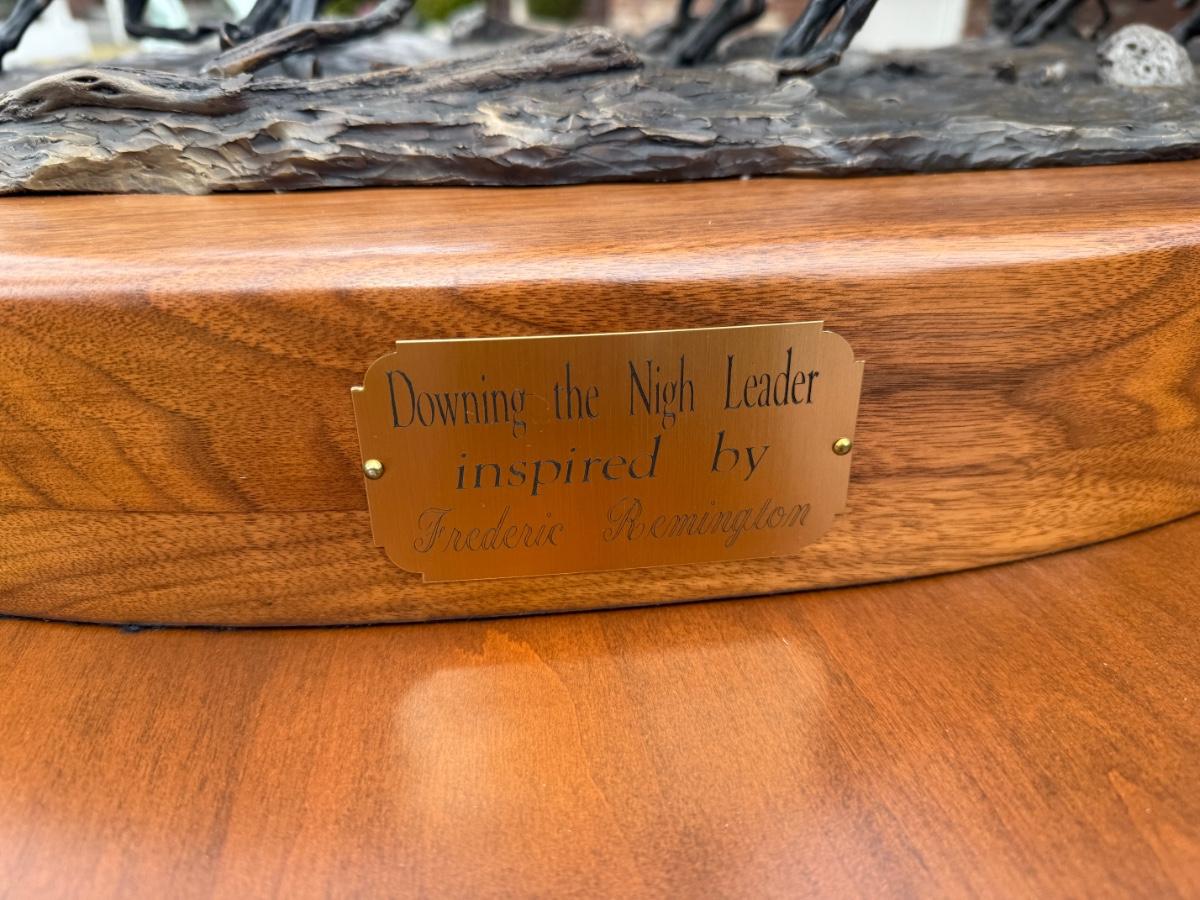 Downing the Nigh Leader
inspired by
Frederic Remington